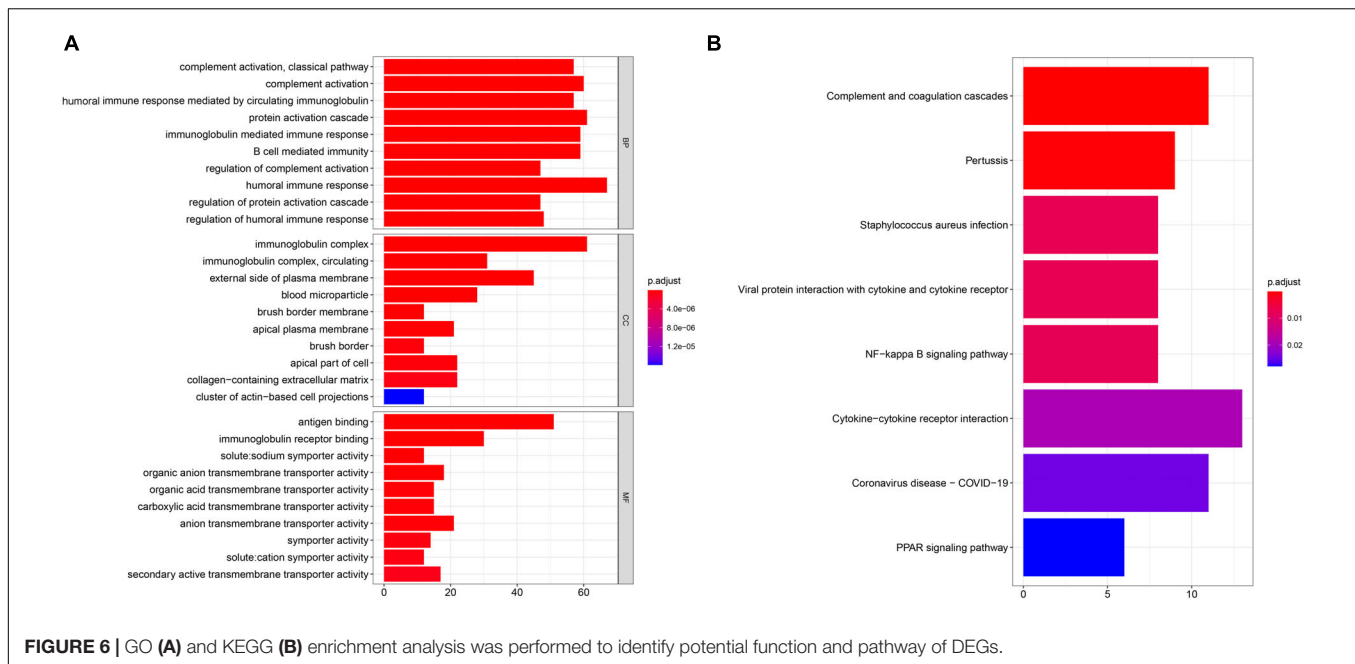 A
complement activation, classical pathway
complement activation
humoral immune response mediated by circulating immunoglobulin
protein activation cascade
immunoglobulin mediated immune response
B cell mediated immunity
regulation of complement activation
humoral immune response
regulation of protein activation cascade
regulation of humoral immune response
BP
immunoglobulin complex
immunoglobulin complex, circulating
external side of plasma membrane
blood microparticle
brush border membrane
apical plasma membrane
brush border
apical part of cell
collagen-containing extracellular matrix
cluster of actin-based cell projections
CC
antigen binding
immunoglobulin receptor binding
solute:sodium symporter activity
organic anion transmembrane transporter activity
organic acid transmembrane transporter activity
carboxylic acid transmembrane transporter activity
anion transmembrane transporter activity
symporter activity
solute:cation symporter activity
secondary active transmembrane transporter activity
MF
0 20 40 60
p.adjust
4.0e-06
8.0e-06
1.2e-05
B
Complement and coagulation cascades
Pertussis
Staphylococcus aureus infection
Viral protein interaction with cytokine and cytokine receptor
NF-kappa B signaling pathway
Cytokine-cytokine receptor interaction
Coronavirus disease - COVID-19
PPAR signaling pathway
0 5 10
p.adjust
0.01
0.02
FIGURE 6 | GO (A) and KEGG (B) enrichment analysis was performed to identify potential function and pathway of DEGs.